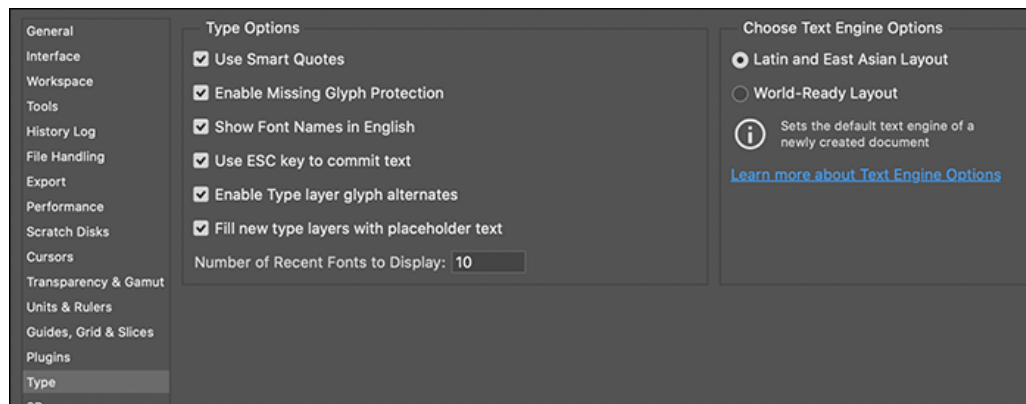 General
Interface
Workspace
Tools
History Log
File Handling
Export
Performance
Scratch Disks
Cursors
Transparency & Gamut
Units & Rulers
Guides, Grid & Slices
Plugins
Type
Type Options
Use Smart Quotes
Enable Missing Glyph Protection
Show Font Names in English
Use ESC key to commit text
Enable Type layer glyph alternates
Fill new type layers with placeholder text
Number of Recent Fonts to Display: 10
Choose Text Engine Options
Latin and East Asian Layout
World-Ready Layout
Sets the default text engine of a
newly created document
Learn more about Text Engine Options